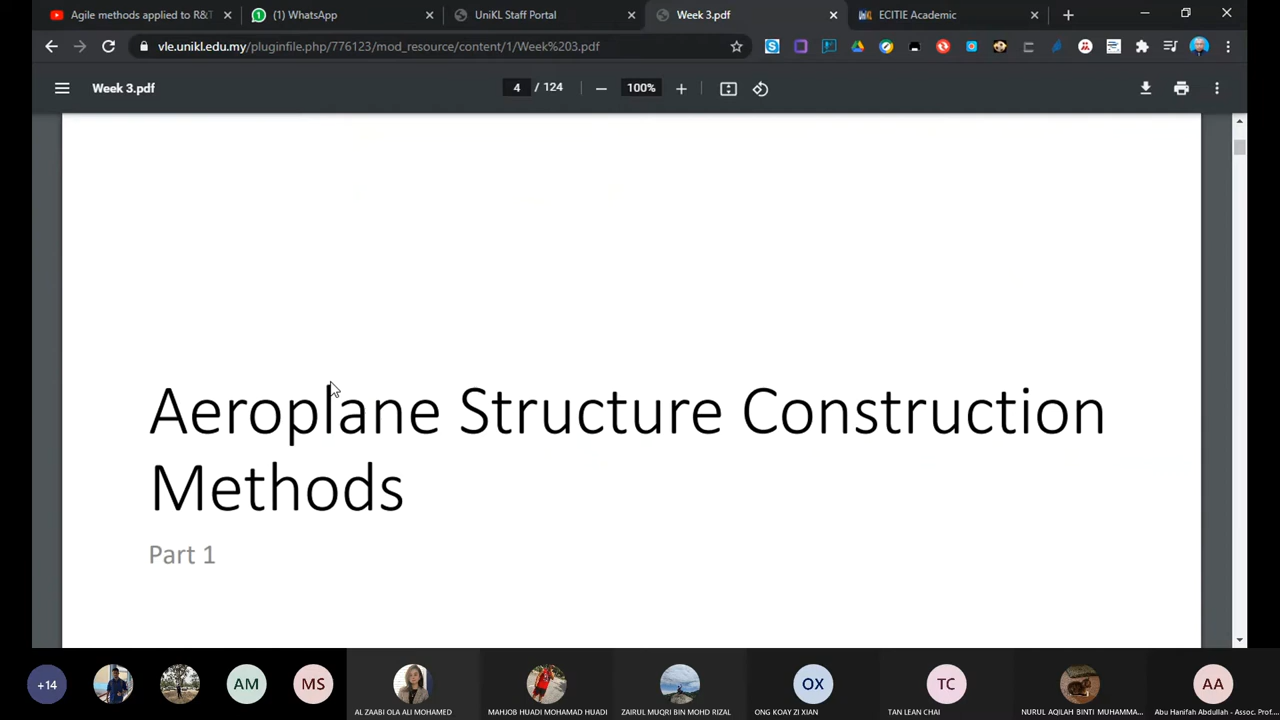 Agile methods applied to R&T
(1) WhatsApp
UniKL Staff Portal
Week 3.pdf
ECITIE Academic
vle.unikl.edu.my/pluginfile.php/776123/mod_resource/content/1/Week%203.pdf
Week 3.pdf
4 / 124
100%
Aeroplane Structure Construction
Methods
Part 1
+14
AM
MS
OX
TC
AA
AL ZAABI OLA ALI MOHAMED
MAHJOB HUADI MOHAMAD HUADI
ZAIRUL MUQRI BIN MOHD RIZAL
ONG KOAY ZI XIAN
TAN LEAN CHAI
NURUL AQILAH BINTI MUHAMMA...
Abu Hanifah Abdullah - Assoc. Prof...